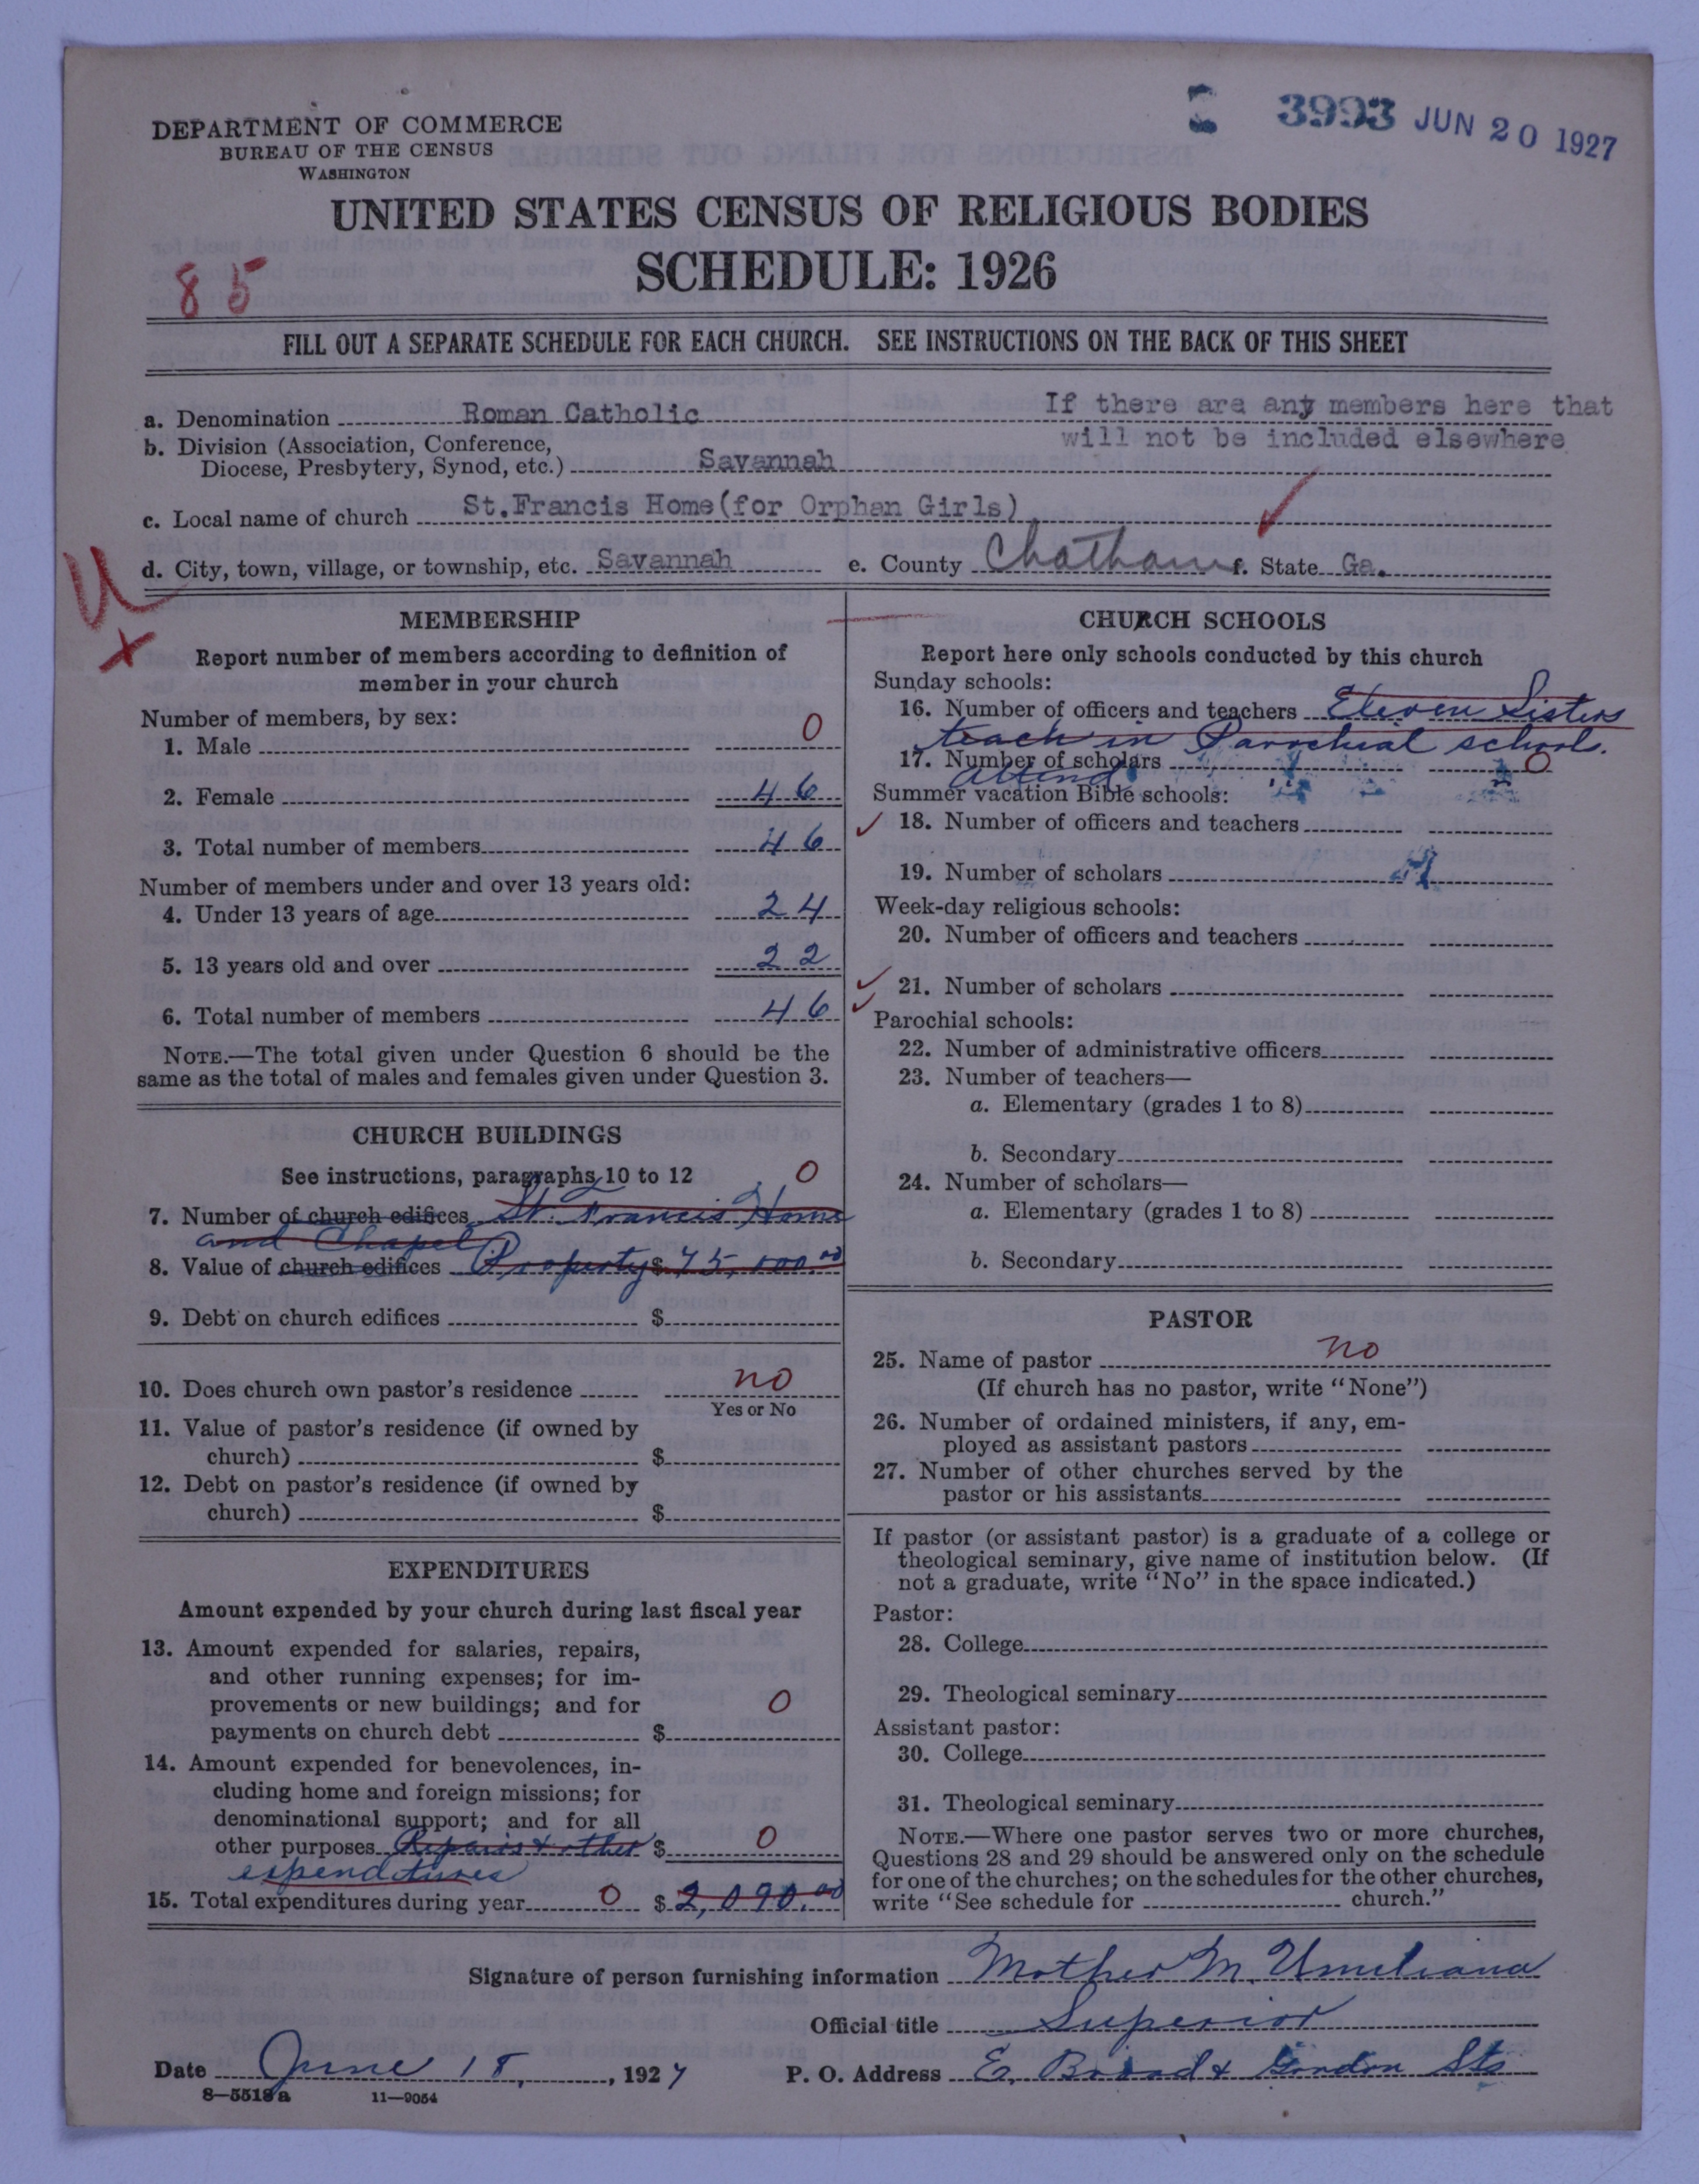 3993 JUN 20 1927
DEPARTMENT OF COMMERCE
BUREAU OF THE CENSUS
WASHINGTON
UNITED STATES CENSUS OF RELIGIOUS BODIES
SCHEDULE: 1926
85
FILL OUT A SEPARATE SCHEDULE FOR EACH CHURCH. SEE INSTRUCTIONS ON THE BACK OF THIS SHEET
a. Denomination Roman Catholic
If there are any members here that
will not be included elsewhere
b. Division (Association, Conference,
Diocese, Presbytery, Synod, etc.) Savannah
c. Local name of church St.Francis Home(for Orphan Girls)
d. City, town, village, or township, etc. Savannah e. County Chatham f. State Ga.
U
x
MEMBERSHIP
Report number of members according to definition of
member in your church
Number of members, by sex:
1. Male 0
2. Female 46
3. Total number of members 46
Number of members under and over 13 years old:
4. Under 13 years of age 24
5. 13 years old and over 22
6. Total number of members 46
NOTE.—The total given under Question 6 should be the
same as the total of males and females given under Question 3.
CHURCH BUILDINGS
See instructions, paragraphs 10 to 12 0
7. Number of church edifices St. Francis Home
and Chapel
8. Value of church edifices Property $75,000.00
9. Debt on church edifices $
10. Does church own pastor's residence no
Yes or No
11. Value of pastor's residence (if owned by
church) $
12. Debt on pastor's residence (if owned by
church) $
EXPENDITURES
Amount expended by your church during last fiscal year
13. Amount expended for salaries, repairs,
and other running expenses; for im-
provements or new buildings; and for
payments on church debt $ 0
14. Amount expended for benevolences, in-
cluding home and foreign missions; for
denominational support; and for all
other purposes Repairs & other $ 0
expenditures
15. Total expenditures during year 0 $ 2,090.00
CHURCH SCHOOLS
Report here only schools conducted by this church
Sunday schools:
16. Number of officers and teachers Eleven Sisters
teach in Parochial school.
17. Number of scholars 0
attend
Summer vacation Bible schools:
18. Number of officers and teachers
19. Number of scholars
Week-day religious schools:
20. Number of officers and teachers
21. Number of scholars
Parochial schools:
22. Number of administrative officers
23. Number of teachers—
a. Elementary (grades 1 to 8)
b. Secondary
24. Number of scholars—
a. Elementary (grades 1 to 8)
b. Secondary
PASTOR
25. Name of pastor no
(If church has no pastor, write "None")
26. Number of ordained ministers, if any, em-
ployed as assistant pastors
27. Number of other churches served by the
pastor or his assistants
If pastor (or assistant pastor) is a graduate of a college or
theological seminary, give name of institution below. (If
not a graduate, write "No" in the space indicated.)
Pastor:
28. College
29. Theological seminary
Assistant pastor:
30. College
31. Theological seminary
NOTE.—Where one pastor serves two or more churches,
Questions 28 and 29 should be answered only on the schedule
for one of the churches; on the schedules for the other churches,
write "See schedule for church."
Signature of person furnishing information Mother M. Umiliana
Official title Superior
Date June 18, 1927 P. O. Address E. Broad & Gordon Sts
8—5518a 11—9054